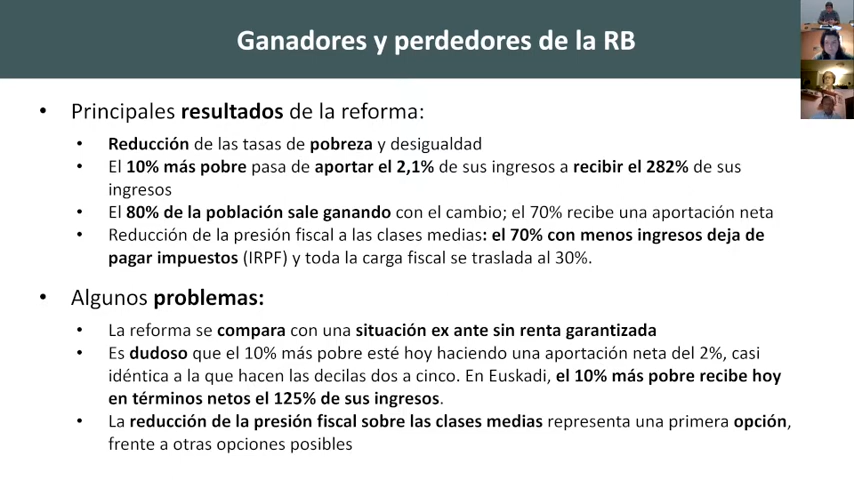 Ganadores y perdedores de la RB
• Principales resultados de la reforma:
• Reducción de las tasas de pobreza y desigualdad
• El 10% más pobre pasa de aportar el 2,1% de sus ingresos a recibir el 282% de sus
ingresos
• El 80% de la población sale ganando con el cambio; el 70% recibe una aportación neta
• Reducción de la presión fiscal a las clases medias: el 70% con menos ingresos deja de
pagar impuestos (IRPF) y toda la carga fiscal se traslada al 30%.
• Algunos problemas:
• La reforma se compara con una situación ex ante sin renta garantizada
• Es dudoso que el 10% más pobre esté hoy haciendo una aportación neta del 2%, casi
idéntica a la que hacen las decilas dos a cinco. En Euskadi, el 10% más pobre recibe hoy
en términos netos el 125% de sus ingresos.
• La reducción de la presión fiscal sobre las clases medias representa una primera opción,
frente a otras opciones posibles